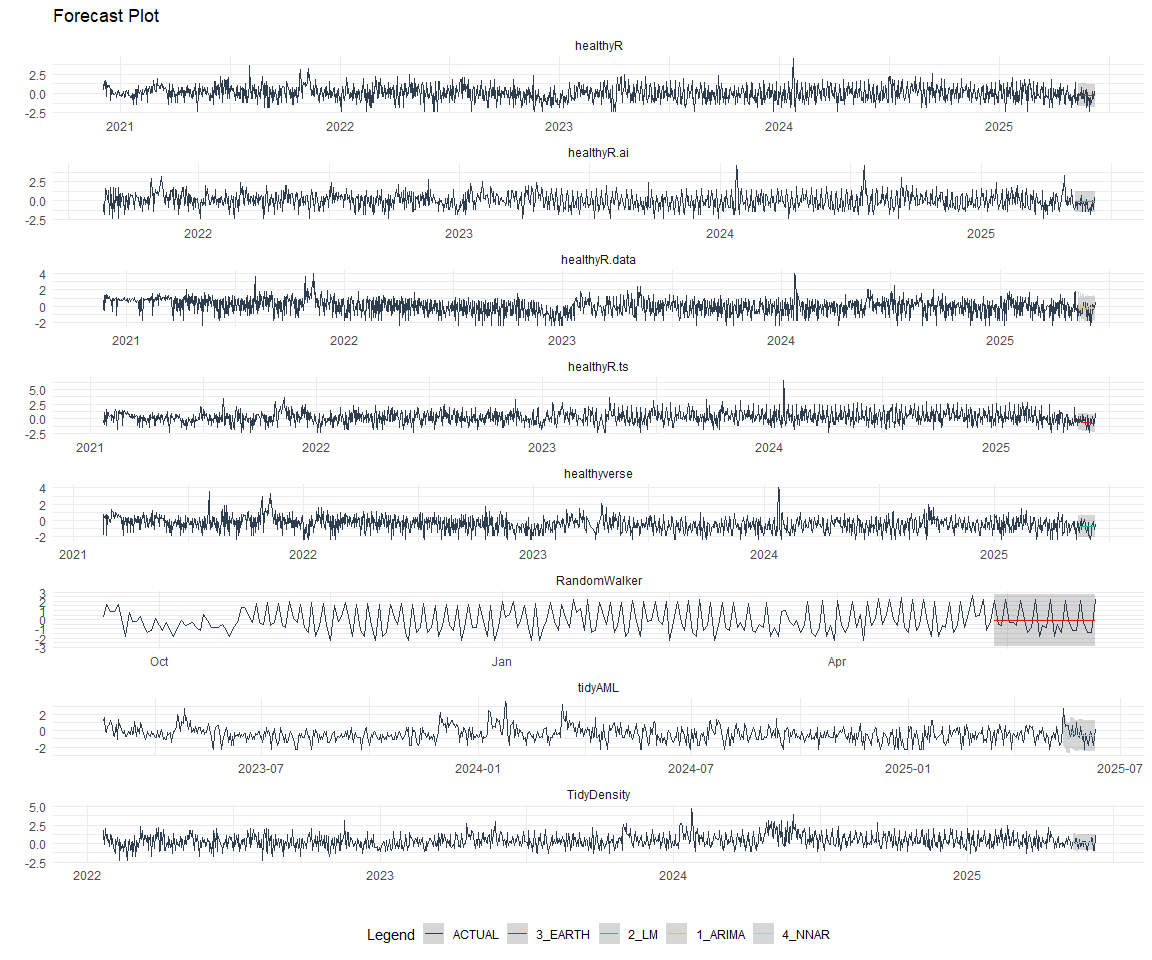 Forecast Plot
healthyR
2.5
0.0
-2.5
2021 2022 2023 2024 2025
healthyR.ai
2.5
0.0
-2.5
2022 2023 2024 2025
healthyR.data
4
2
0
-2
2021 2022 2023 2024 2025
healthyR.ts
5.0
2.5
0.0
-2.5
2021 2022 2023 2024 2025
healthyverse
4
2
0
-2
2021 2022 2023 2024 2025
RandomWalker
3
2
1
0
-1
-2
-3
Oct Jan Apr
tidyAML
2
0
-2
2023-07 2024-01 2024-07 2025-01 2025-07
TidyDensity
5.0
2.5
0.0
-2.5
2022 2023 2024 2025
Legend ACTUAL 3_EARTH 2_LM 1_ARIMA 4_NNAR